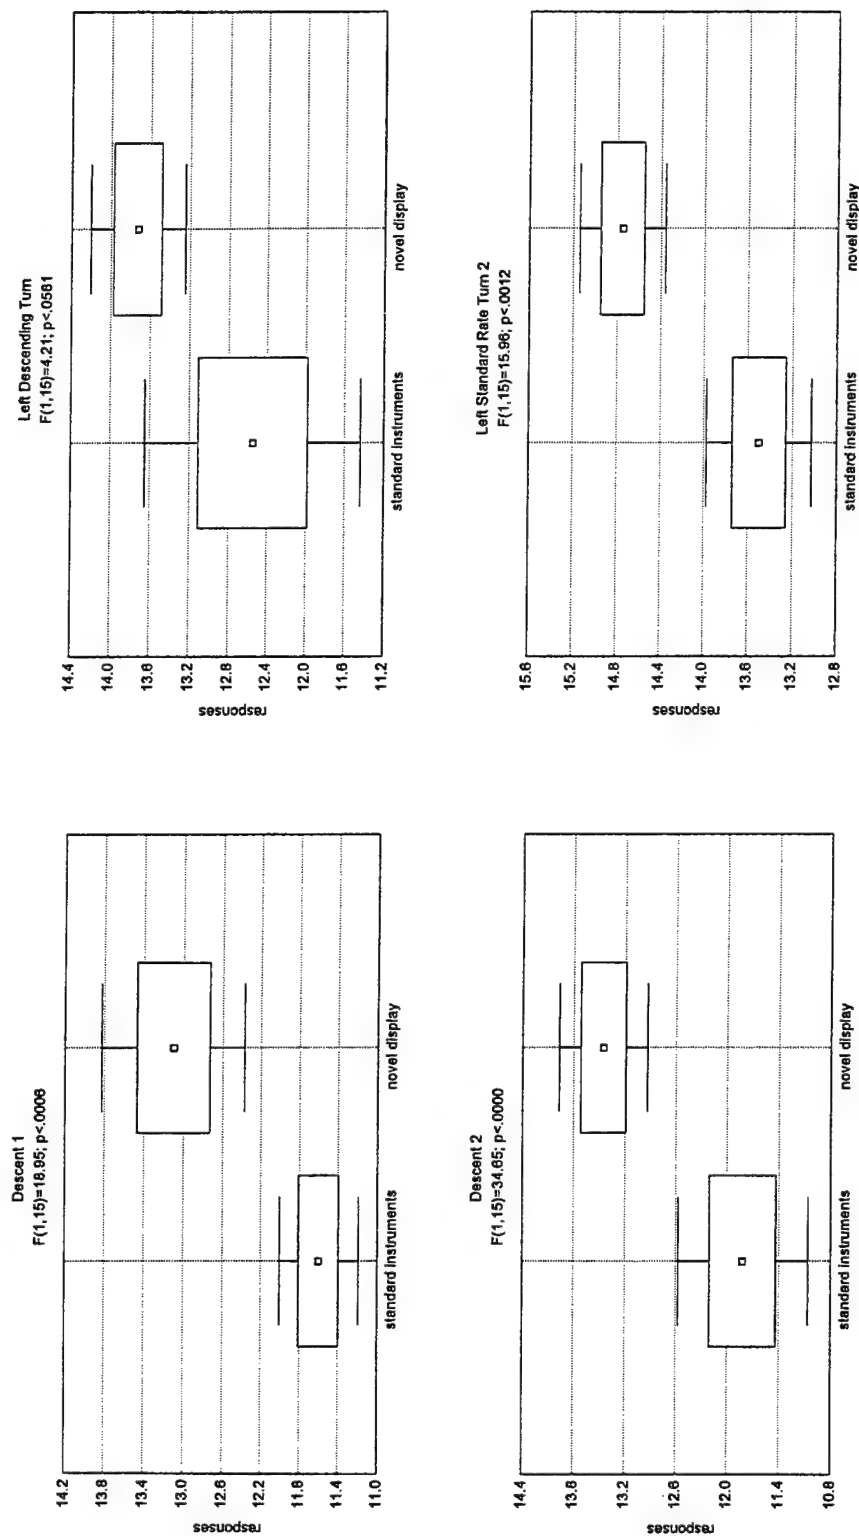 Descent 1
F(1,15)=18.95; p<.0006
responses
14.2
13.8
13.4
13.0
12.6
12.2
11.8
11.4
11.0
standard instruments
novel display
Left Descending Turn
F(1,15)=4.21; p<.0581
responses
14.4
14.0
13.6
13.2
12.8
12.4
12.0
11.6
11.2
standard instruments
novel display
Descent 2
F(1,15)=34.65; p<.0000
responses
14.4
13.8
13.2
12.6
12.0
11.4
10.8
standard instruments
novel display
Left Standard Rate Turn 2
F(1,15)=15.96; p<.0012
responses
15.6
15.2
14.8
14.4
14.0
13.6
13.2
12.8
standard instruments
novel display